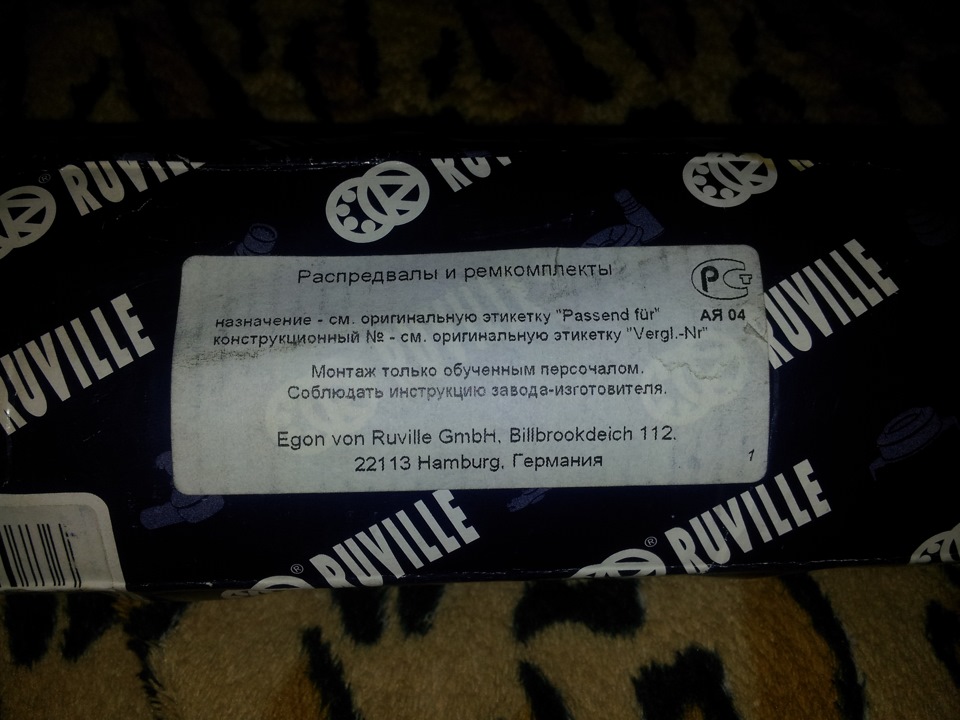 RUVILLE
RUVILLE
Распредвалы и ремкомплекты
РСТ
АЯ 04
назначение - см. оригинальную этикетку "Passend für"
конструкционный № - см. оригинальную этикетку "Vergl.-Nr"
Монтаж только обученным персочалом.
Соблюдать инструкцию завода-изготовителя.
Egon von Ruville GmbH, Billbrookdeich 112.
22113 Hamburg, Германия
1
RUVILLE
® RUVILLE
® RUVILLE